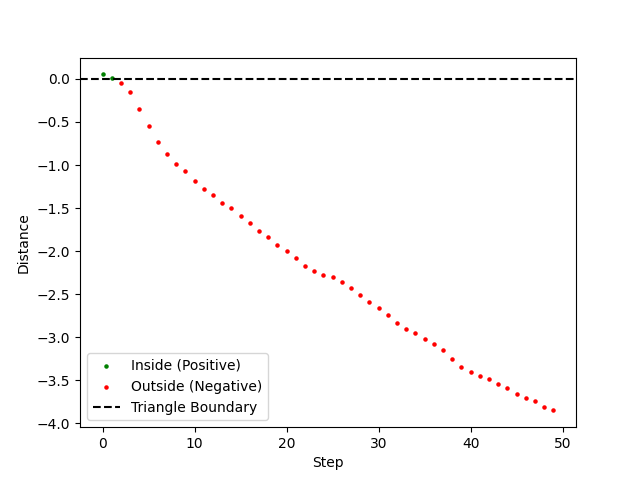 0.0
−0.5
−1.0
−1.5
−2.0
−2.5
−3.0
−3.5
−4.0
Distance
Inside (Positive)
Outside (Negative)
Triangle Boundary
0 10 20 30 40 50
Step